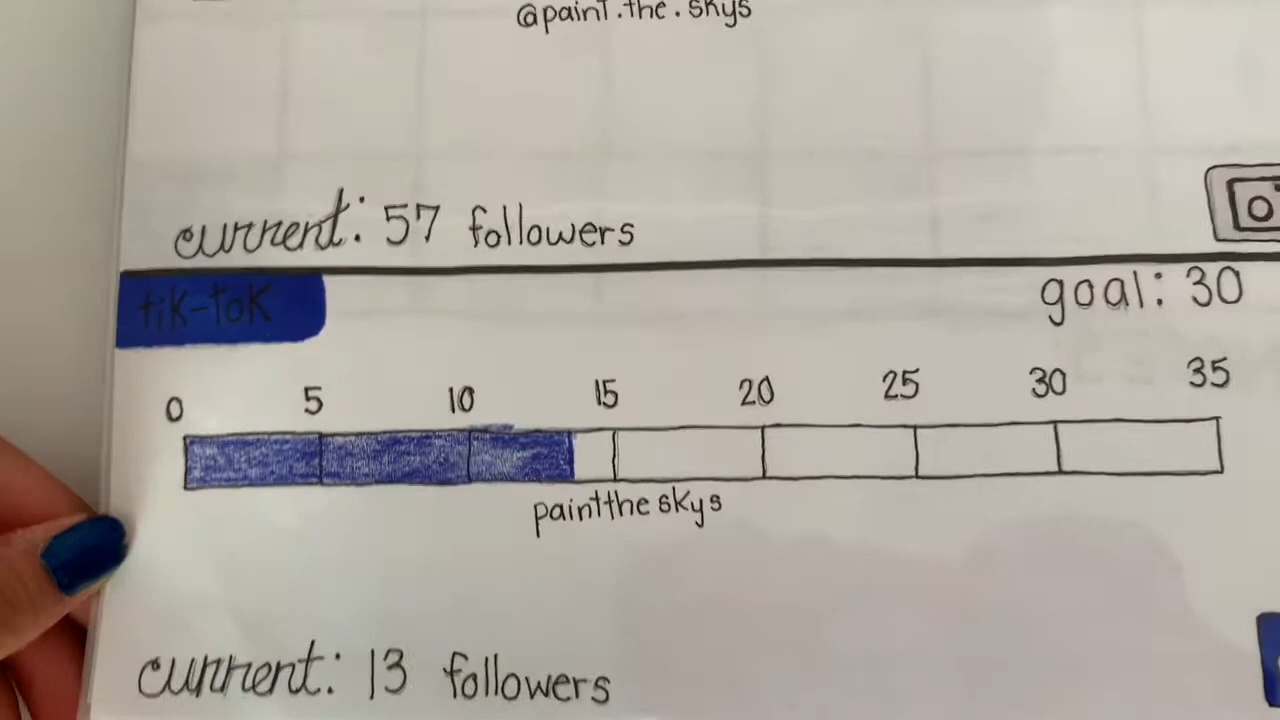 @paint.the.skys
current: 57 followers
tik-tok
goal: 30
0 5 10 15 20 25 30 35
painttheskys
current: 13 followers